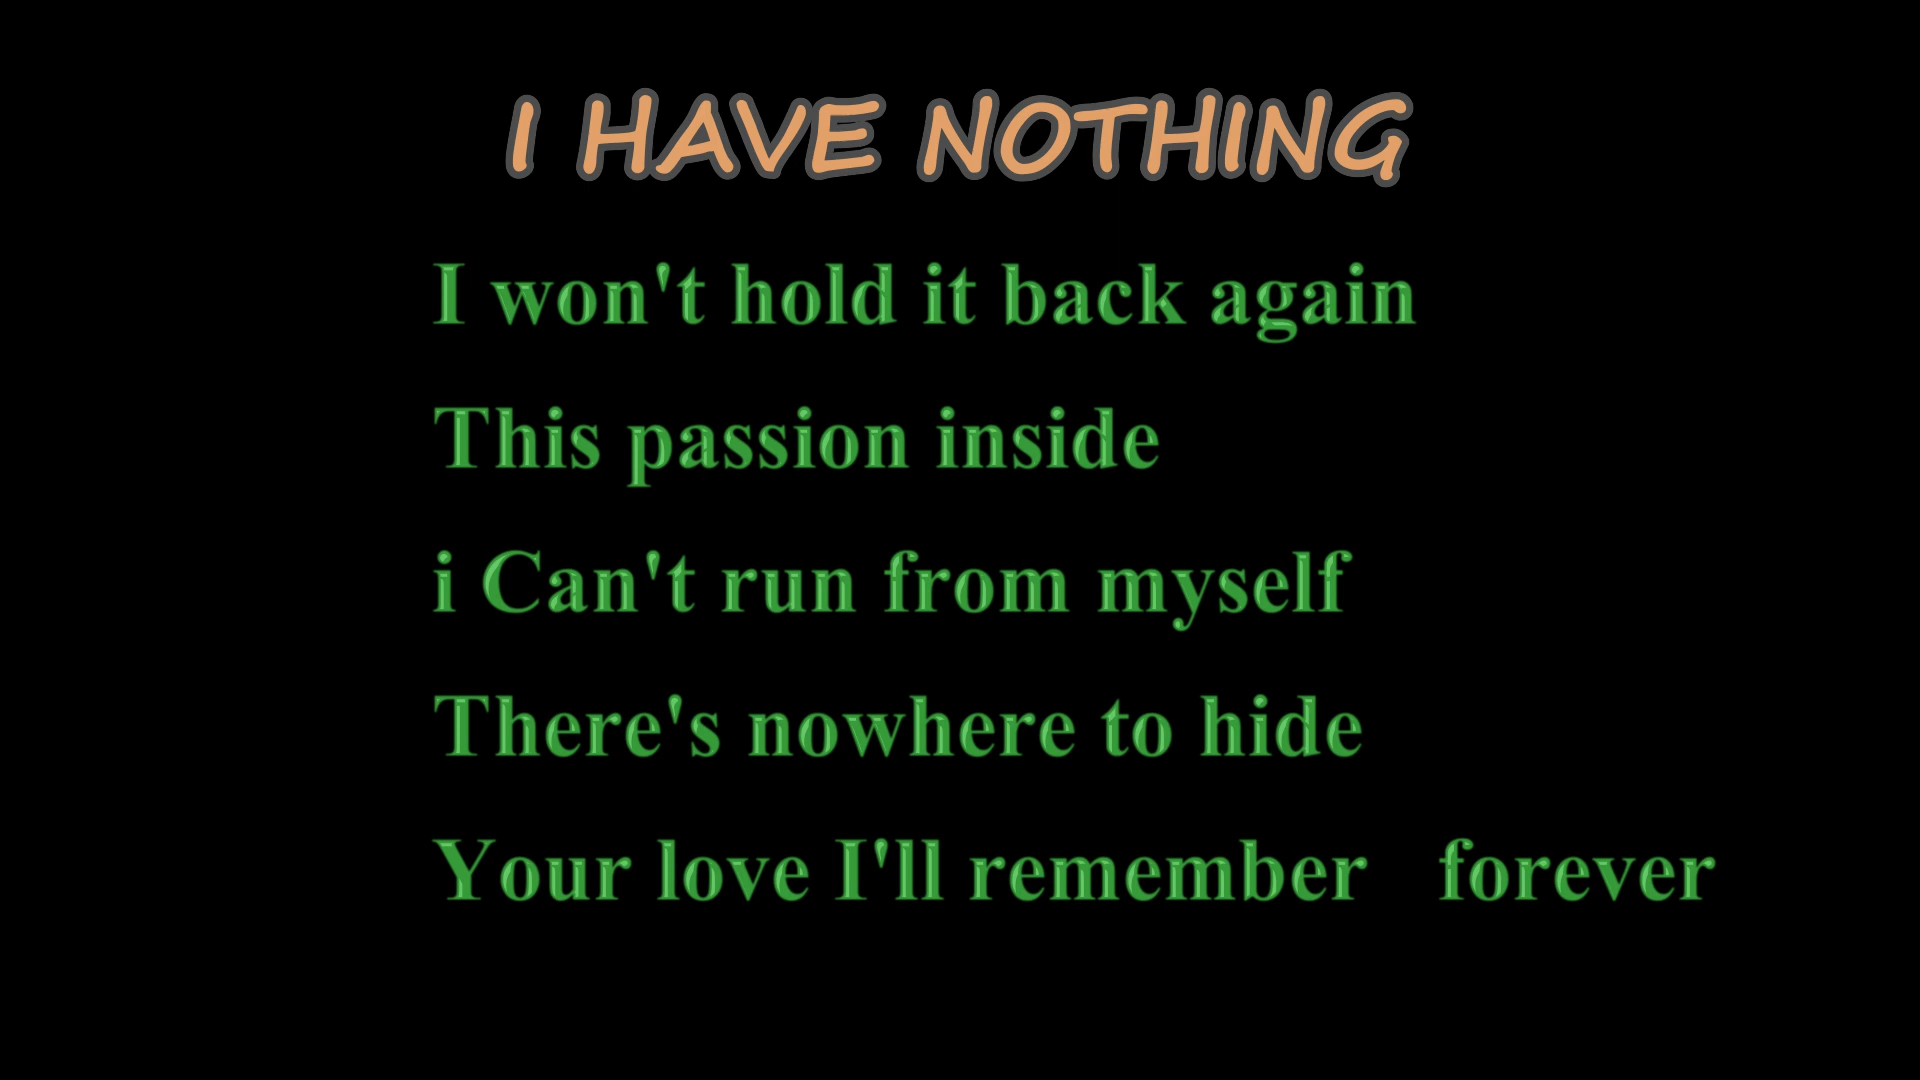 I HAVE NOTHING
I won't hold it back again
This passion inside
i Can't run from myself
There's nowhere to hide
Your love I'll remember   forever